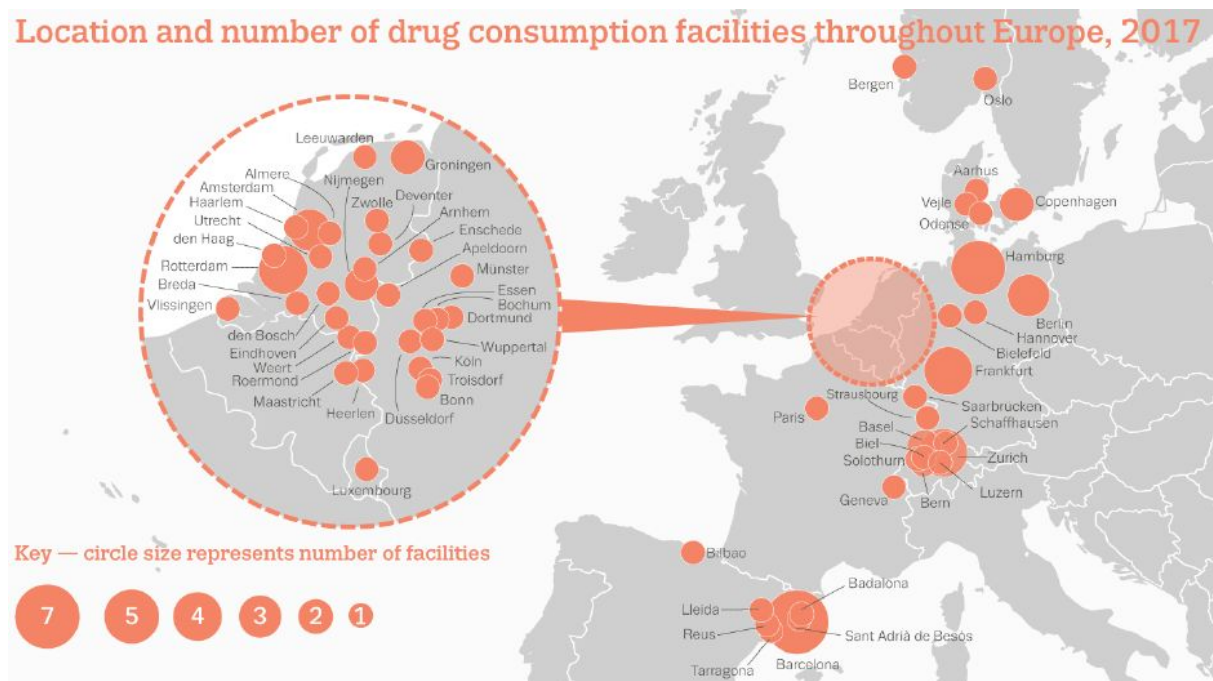 Location and number of drug consumption facilities throughout Europe, 2017
Bergen
Oslo
Leeuwarden
Groningen
Almere
Nijmegen
Amsterdam
Zwolle
Deventer
Haarlem
Arnhem
Utrecht
Enschede
den Haag
Apeldoorn
Rotterdam
Münster
Breda
Essen
Vlissingen
Bochum
Dortmund
den Bosch
Wuppertal
Eindhoven
Weert
Köln
Roermond
Troisdorf
Maastricht
Bonn
Heerlen
Dusseldorf
Luxembourg
Aarhus
Vejle
Copenhagen
Odense
Hamburg
Berlin
Hannover
Bielefeld
Frankfurt
Strausbourg
Saarbrücken
Paris
Basel
Schaffhausen
Biel
Solothurn
Zurich
Geneva
Bern
Luzern
Bilbao
Badalona
Lleida
Reus
Sant Adrià de Besòs
Tarragona
Barcelona
Key — circle size represents number of facilities
7 5 4 3 2 1